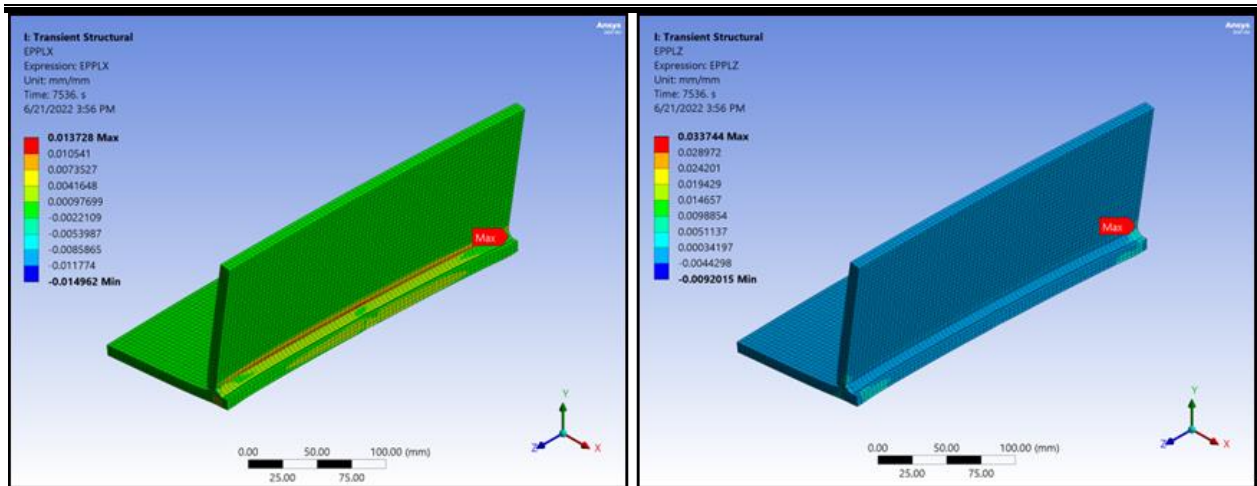 Ansys
I: Transient Structural
EPPLX
Expression: EPPLX
Unit: mm/mm
Time: 7536. s
6/21/2022 3:56 PM
0.013728 Max
0.010541
0.0073527
0.0041648
0.00097699
-0.0022109
-0.0053987
-0.0085865
-0.011774
-0.014962 Min
Max
Y
Z
X
0.00 50.00 100.00 (mm)
25.00 75.00
Ansys
I: Transient Structural
EPPLZ
Expression: EPPLZ
Unit: mm/mm
Time: 7536. s
6/21/2022 3:56 PM
0.033744 Max
0.028972
0.024201
0.019429
0.014657
0.0098854
0.0051137
0.00034197
-0.0044298
-0.0092015 Min
Max
Y
Z
X
0.00 50.00 100.00 (mm)
25.00 75.00